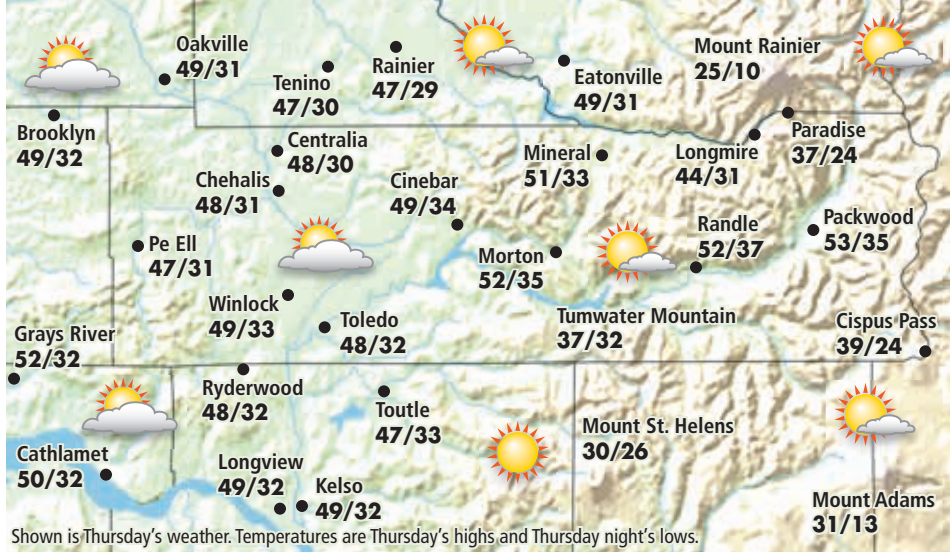 Oakville
49/31
Tenino
47/30
Rainier
47/29
Eatonville
49/31
Mount Rainier
25/10
Brooklyn
49/32
Centralia
48/30
Chehalis
48/31
Cinebar
49/34
Mineral
51/33
Longmire
44/31
Paradise
37/24
Pe Ell
47/31
Morton
52/35
Randle
52/37
Packwood
53/35
Winlock
49/33
Toledo
48/32
Tumwater Mountain
37/32
Cispus Pass
39/24
Grays River
52/32
Ryderwood
48/32
Toutle
47/33
Mount St. Helens
30/26
Cathlamet
50/32
Longview
49/32
Kelso
49/32
Mount Adams
31/13
Shown is Thursday’s weather. Temperatures are Thursday’s highs and Thursday night’s lows.